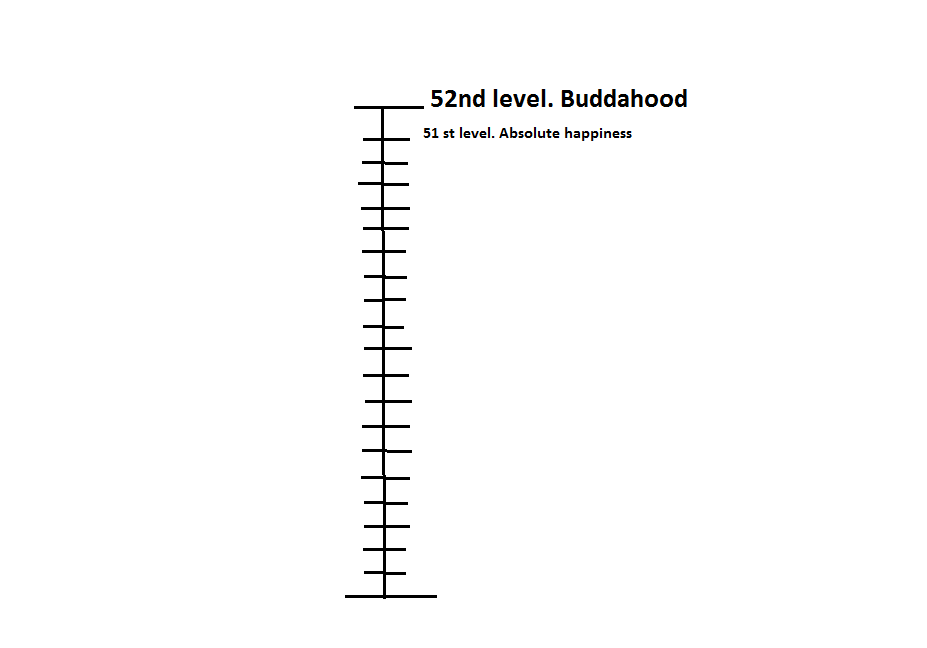 52nd level. Buddahood
51 st level. Absolute happiness